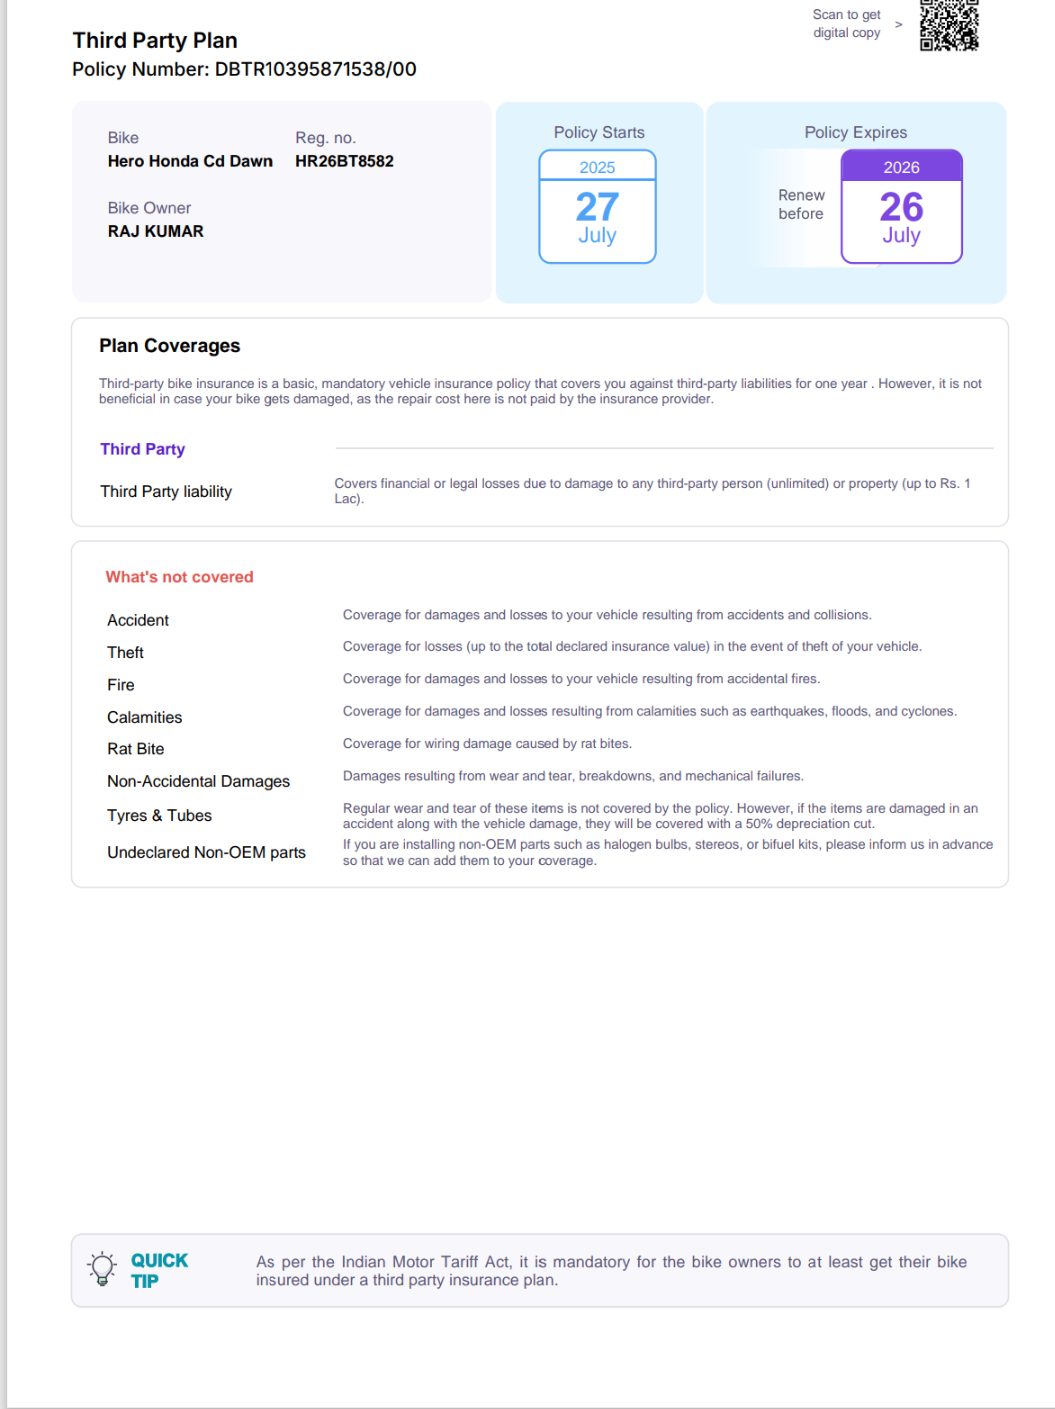 Scan to get
digital copy >
Third Party Plan
Policy Number: DBTR10395871538/00
Bike
Hero Honda Cd Dawn
Reg. no.
HR26BT8582
Bike Owner
RAJ KUMAR
Policy Starts
2025
27
July
Policy Expires
Renew
before
2026
26
July
Plan Coverages
Third-party bike insurance is a basic, mandatory vehicle insurance policy that covers you against third-party liabilities for one year . However, it is not
beneficial in case your bike gets damaged, as the repair cost here is not paid by the insurance provider.
Third Party
Third Party liability
Covers financial or legal losses due to damage to any third-party person (unlimited) or property (up to Rs. 1
Lac).
What's not covered
Accident
Coverage for damages and losses to your vehicle resulting from accidents and collisions.
Theft
Coverage for losses (up to the total declared insurance value) in the event of theft of your vehicle.
Fire
Coverage for damages and losses to your vehicle resulting from accidental fires.
Calamities
Coverage for damages and losses resulting from calamities such as earthquakes, floods, and cyclones.
Rat Bite
Coverage for wiring damage caused by rat bites.
Non-Accidental Damages
Damages resulting from wear and tear, breakdowns, and mechanical failures.
Tyres & Tubes
Regular wear and tear of these items is not covered by the policy. However, if the items are damaged in an
accident along with the vehicle damage, they will be covered with a 50% depreciation cut.
Undeclared Non-OEM parts
If you are installing non-OEM parts such as halogen bulbs, stereos, or bifuel kits, please inform us in advance
so that we can add them to your coverage.
QUICK
TIP
As per the Indian Motor Tariff Act, it is mandatory for the bike owners to at least get their bike
insured under a third party insurance plan.